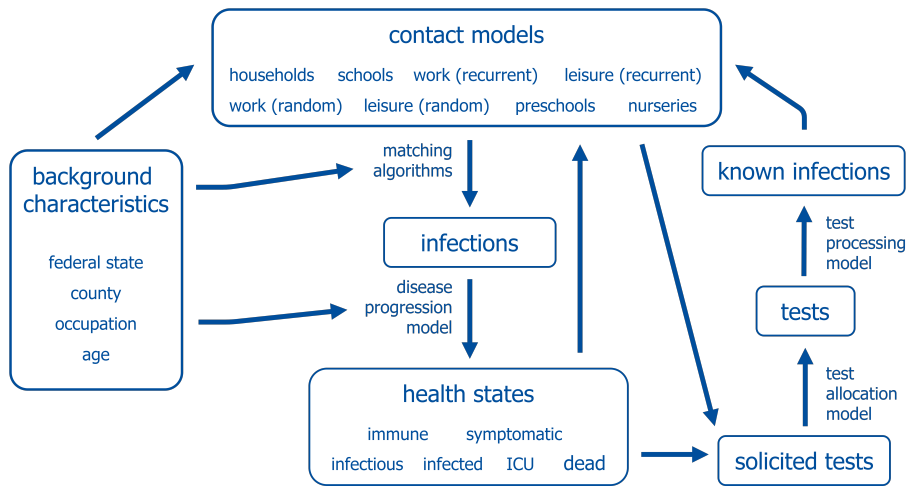 contact models
households schools work (recurrent) leisure (recurrent)
work (random) leisure (random) preschools nurseries
background
characteristics
federal state
county
occupation
age
matching
algorithms
infections
disease
progression
model
health states
immune symptomatic
infectious infected ICU dead
known infections
test
processing
model
tests
test
allocation
model
solicited tests